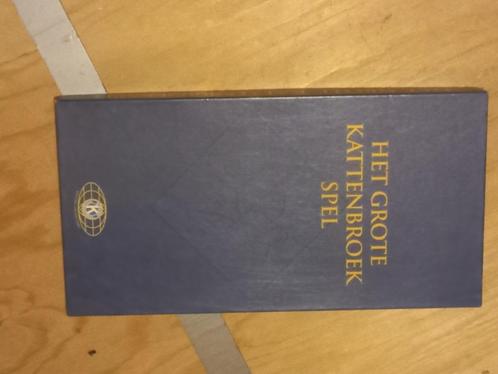 HET GROTE
KATTENBROEK
SPEL
K